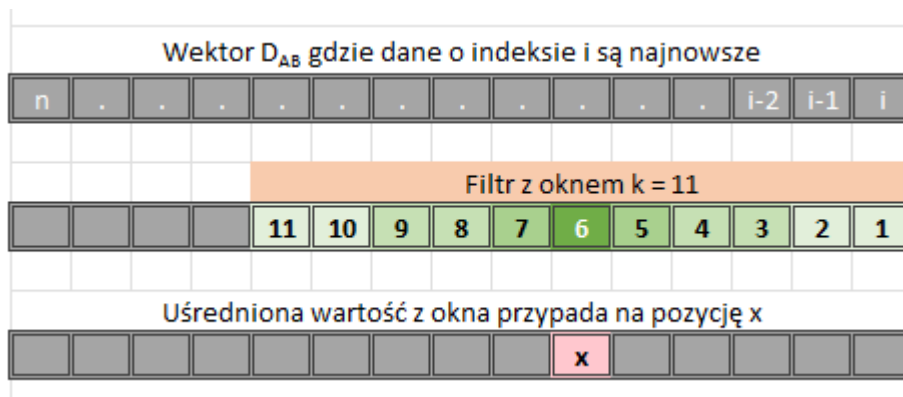 Wektor D_AB gdzie dane o indeksie i są najnowsze
n . . . . . . . . . . . i-2 i-1 i
Filtr z oknem k = 11
11 10 9 8 7 6 5 4 3 2 1
Uśredniona wartość z okna przypada na pozycję x
x